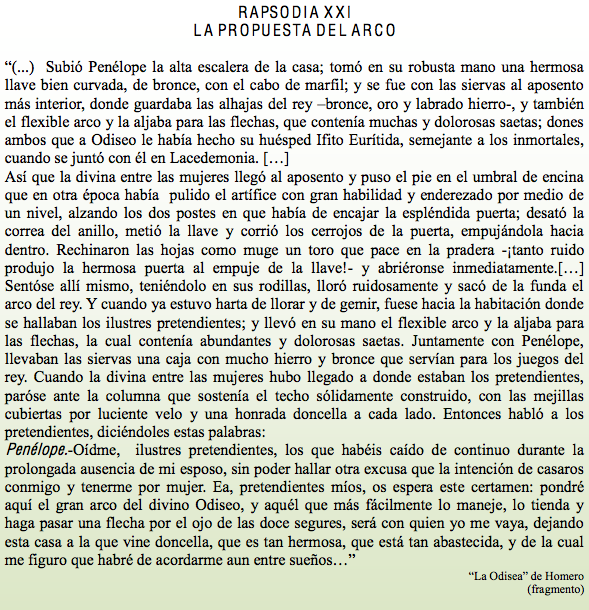 RAPSODIA XXI
LA PROPUESTA DEL ARCO
“(...) Subió Penélope la alta escalera de la casa; tomó en su robusta mano una hermosa
llave bien curvada, de bronce, con el cabo de marfil; y se fue con las siervas al aposento
más interior, donde guardaba las alhajas del rey –bronce, oro y labrado hierro-, y también
el flexible arco y la aljaba para las flechas, que contenía muchas y dolorosas saetas; dones
ambos que a Odiseo le había hecho su huésped Ifito Eurítida, semejante a los inmortales,
cuando se juntó con él en Lacedemonia. […]
Así que la divina entre las mujeres llegó al aposento y puso el pie en el umbral de encina
que en otra época había pulido el artífice con gran habilidad y enderezado por medio de
un nivel, alzando los dos postes en que había de encajar la espléndida puerta; desató la
correa del anillo, metió la llave y corrió los cerrojos de la puerta, empujándola hacia
dentro. Rechinaron las hojas como muge un toro que pace en la pradera -¡tanto ruido
produjo la hermosa puerta al empuje de la llave!- y abriéronse inmediatamente.[…]
Sentóse allí mismo, teniéndolo en sus rodillas, lloró ruidosamente y sacó de la funda el
arco del rey. Y cuando ya estuvo harta de llorar y de gemir, fuese hacia la habitación donde
se hallaban los ilustres pretendientes; y llevó en su mano el flexible arco y la aljaba para
las flechas, la cual contenía abundantes y dolorosas saetas. Juntamente con Penélope,
llevaban las siervas una caja con mucho hierro y bronce que servían para los juegos del
rey. Cuando la divina entre las mujeres hubo llegado a donde estaban los pretendientes,
paróse ante la columna que sostenía el techo sólidamente construido, con las mejillas
cubiertas por luciente velo y una honrada doncella a cada lado. Entonces habló a los
pretendientes, diciéndoles estas palabras:
Penélope.-Oídme, ilustres pretendientes, los que habéis caído de continuo durante la
prolongada ausencia de mi esposo, sin poder hallar otra excusa que la intención de casaros
conmigo y tenerme por mujer. Ea, pretendientes míos, os espera este certamen: pondré
aquí el gran arco del divino Odiseo, y aquél que más fácilmente lo maneje, lo tienda y
haga pasar una flecha por el ojo de las doce segures, será con quien yo me vaya, dejando
esta casa a la que vine doncella, que es tan hermosa, que está tan abastecida, y de la cual
me figuro que habré de acordarme aun entre sueños…”
“La Odisea” de Homero
(fragmento)